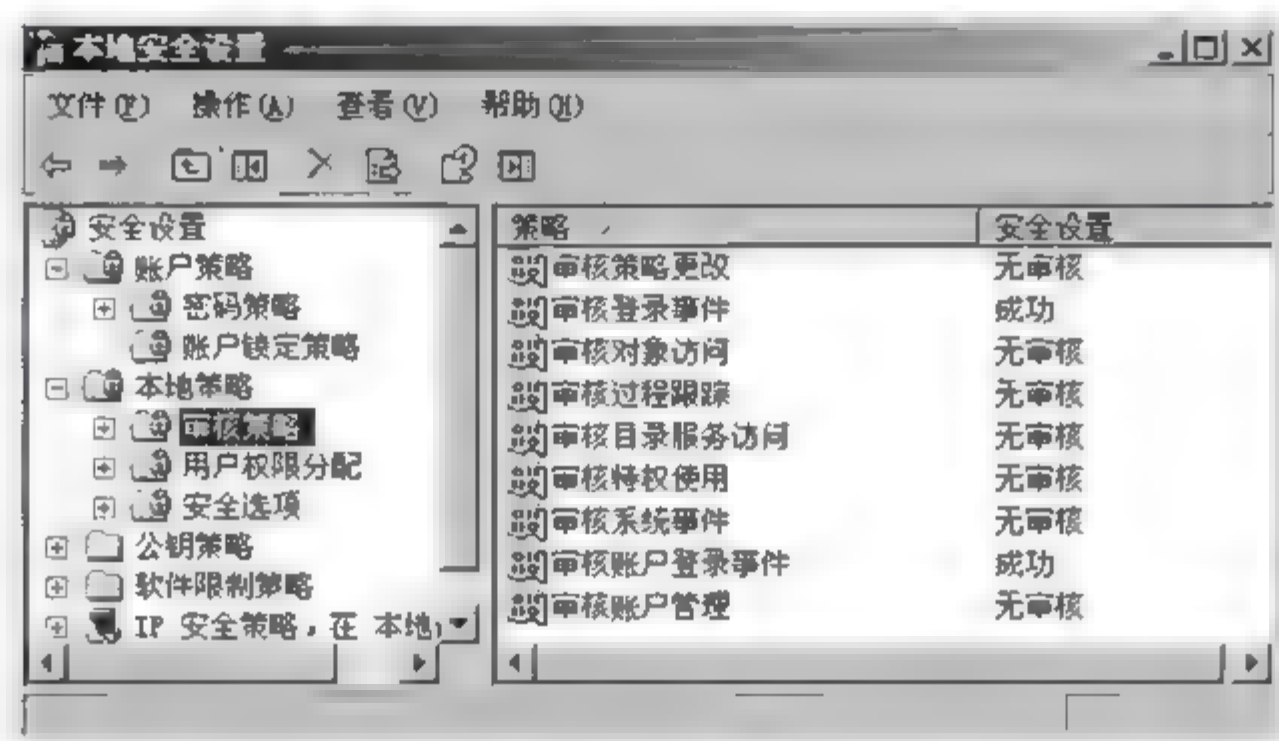 本地安全设置
文件(F) 操作(A) 查看(V) 帮助(H)
安全设置
账户策略
密码策略
账户锁定策略
本地策略
审核策略
用户权限分配
安全选项
公钥策略
软件限制策略
IP 安全策略，在 本地
策略 安全设置
审核策略更改 无审核
审核登录事件 成功
审核对象访问 无审核
审核过程跟踪 无审核
审核目录服务访问 无审核
审核特权使用 无审核
审核系统事件 无审核
审核账户登录事件 成功
审核账户管理 无审核